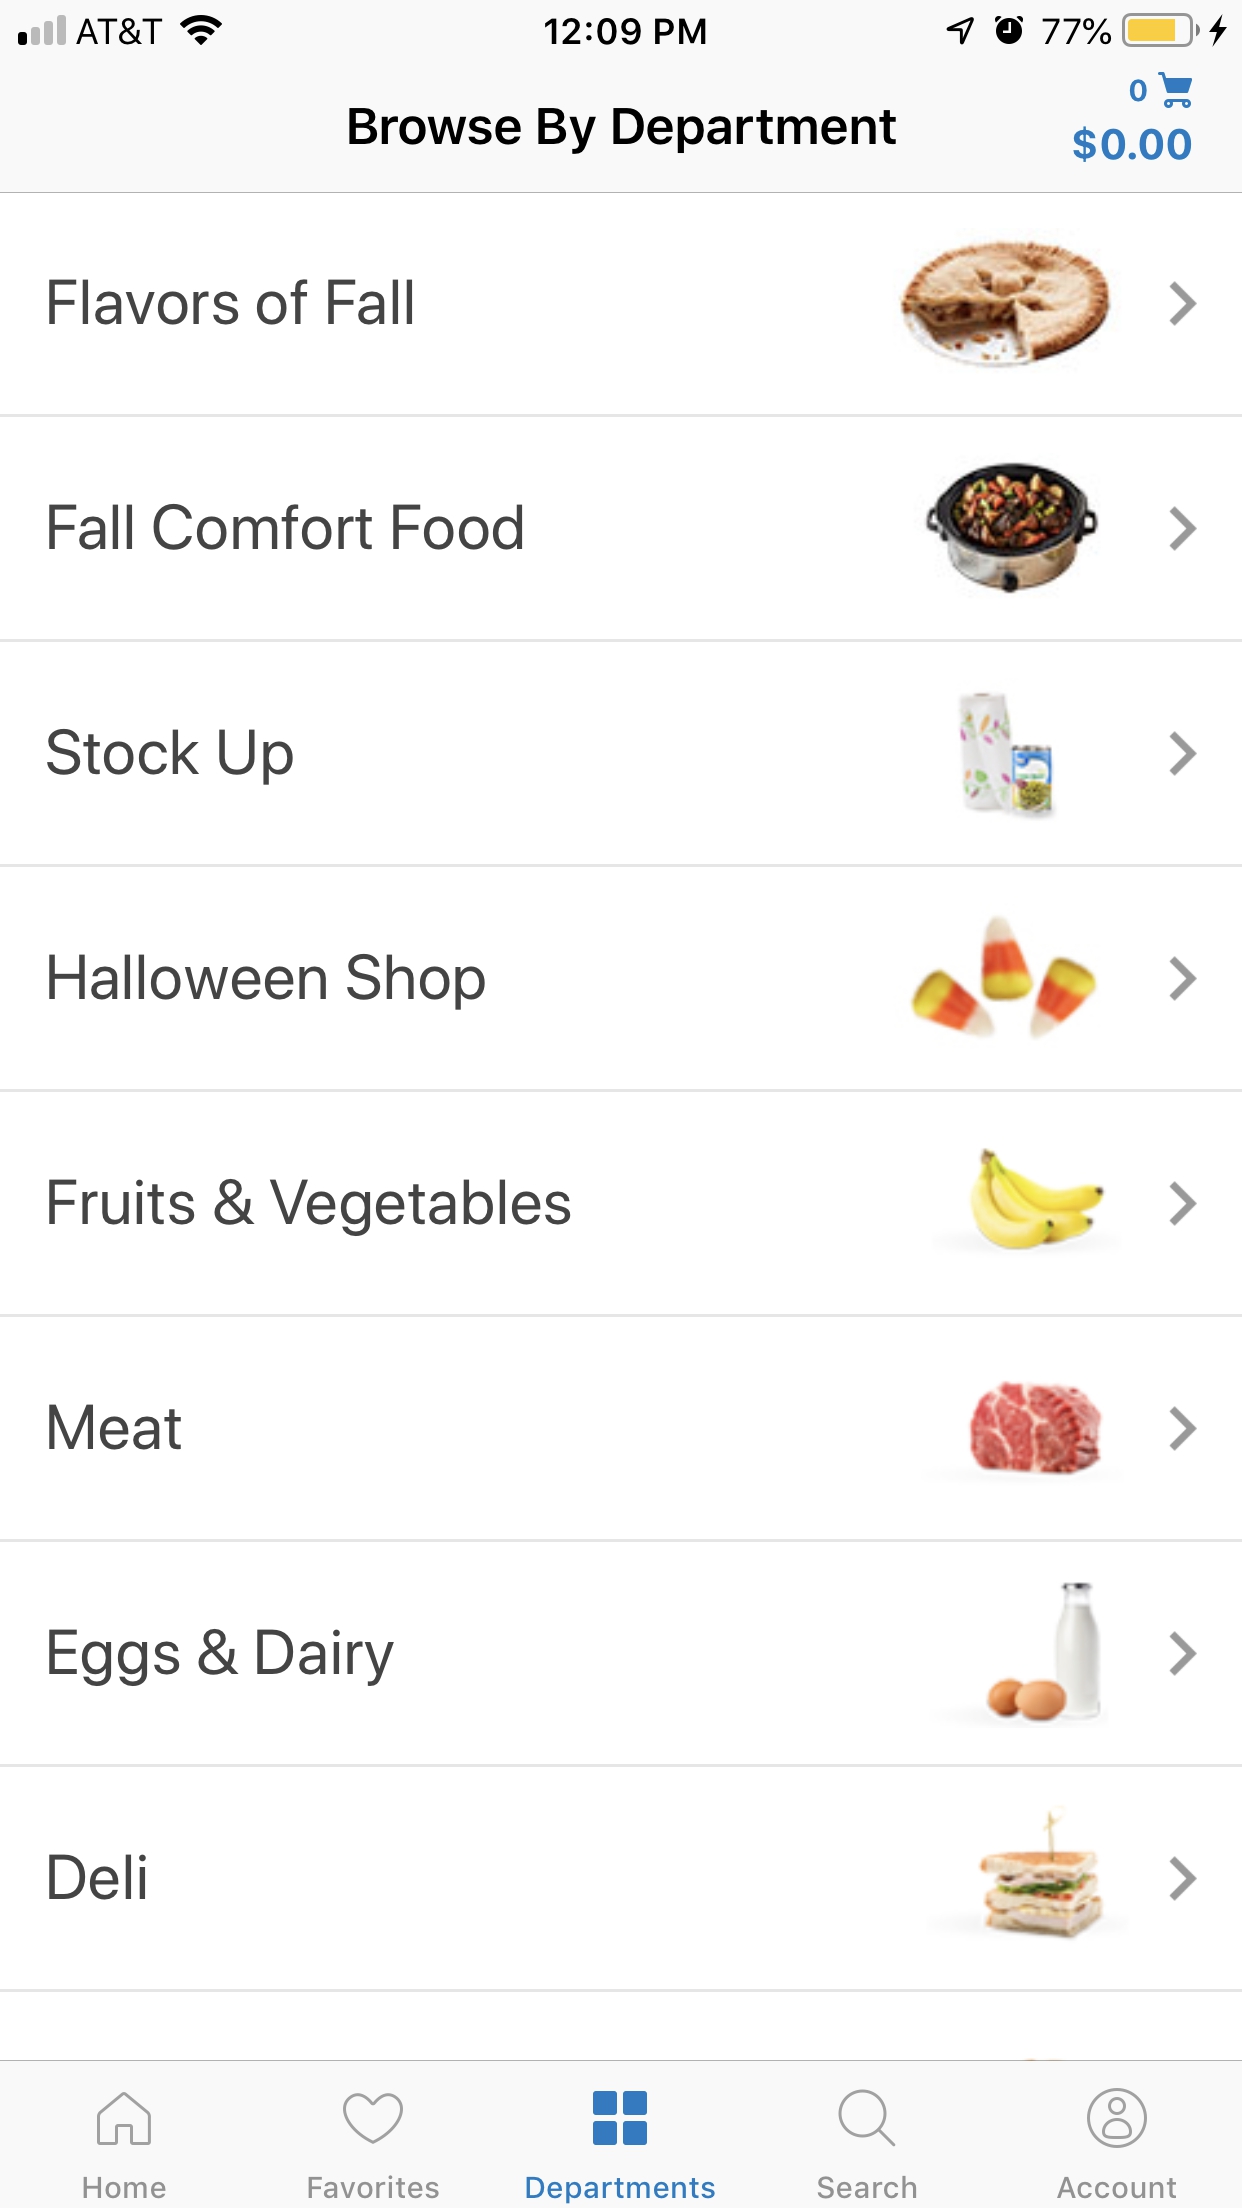 AT&T
12:09 PM
77%
0
Browse By Department
$0.00
Flavors of Fall
Fall Comfort Food
Stock Up
Halloween Shop
Fruits & Vegetables
Meat
Eggs & Dairy
Deli
Home
Favorites
Departments
Search
Account